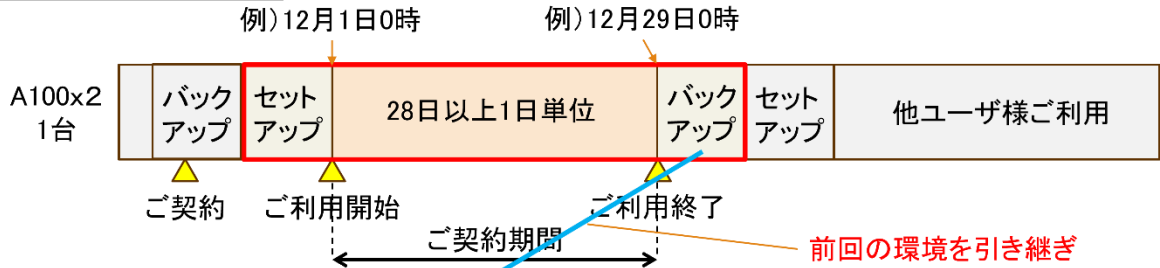 例)12月1日0時
例)12月29日0時
A100x2
1台
バック
アップ
セット
アップ
28日以上1日単位
バック
アップ
セット
アップ
他ユーザ様ご利用
ご契約
ご利用開始
ご利用終了
ご契約期間
前回の環境を引き継ぎ